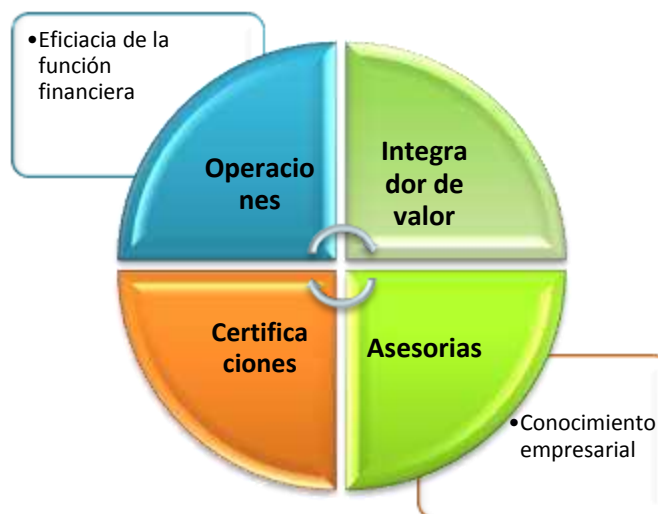 •Eficiacia de la
función
financiera
Operacio
nes
Integra
dor de
valor
Certifica
ciones
Asesorias
•Conocimiento
empresarial